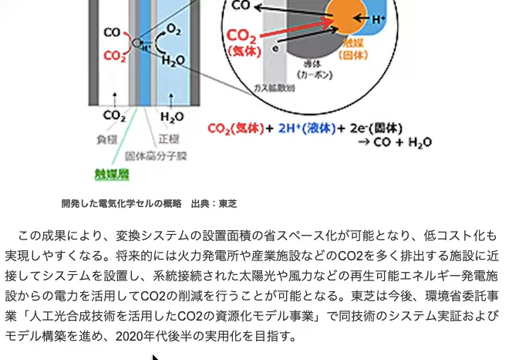 CO
CO2
CO2
O2
H+
H2O
CO2
H2O
負極
正極
固体高分子膜
触媒層
CO2
(気体)
e-
H+
触媒
(固体)
導体
(カーボン)
ガス拡散層
CO2(気体)+ 2H+(液体)+ 2e-(固体)
→ CO + H2O
開発した電気化学セルの概略　出典：東芝
この成果により、変換システムの設置面積の省スペース化が可能となり、低コスト化も
実現しやすくなる。将来的には火力発電所や産業施設などのCO2を多く排出する施設に近
接してシステムを設置し、系統接続された太陽光や風力などの再生可能エネルギー発電施
設からの電力を活用してCO2の削減を行うことが可能となる。東芝は今後、環境省委託事
業「人工光合成技術を活用したCO2の資源化モデル事業」で同技術のシステム実証および
モデル構築を進め、2020年代後半の実用化を目指す。